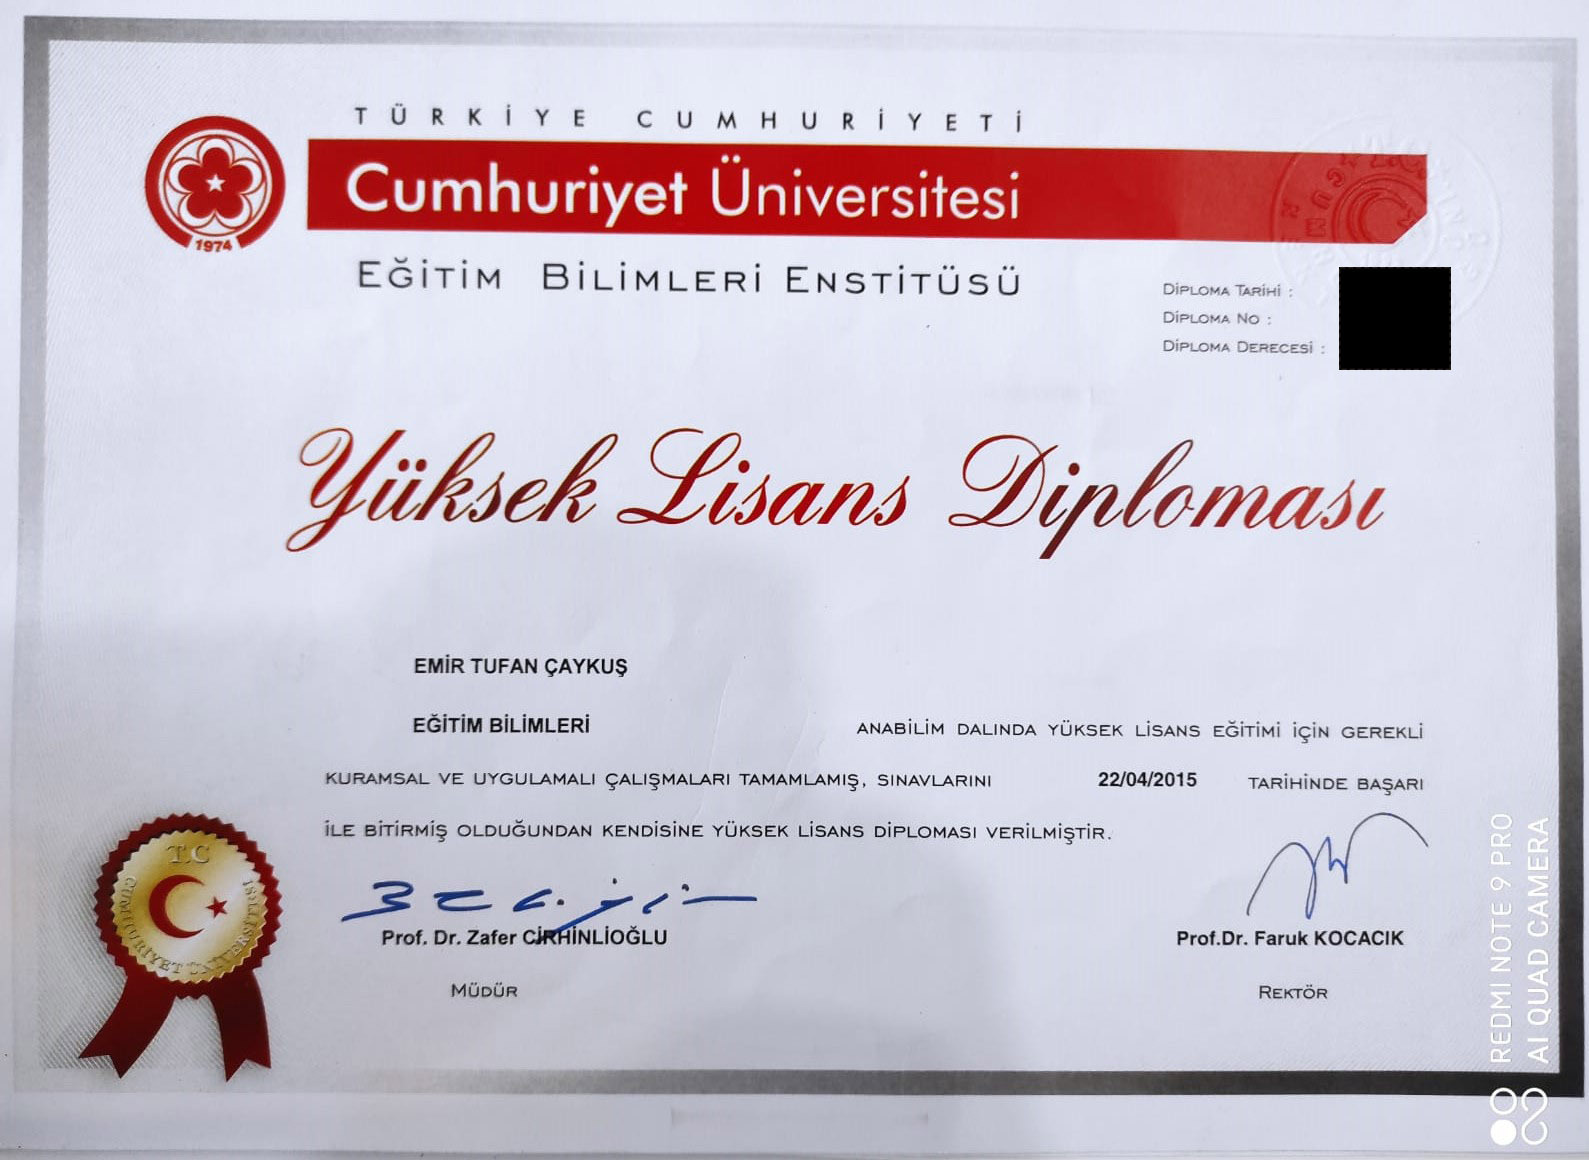 TÜRKİYE CUMHURİYETİ
Cumhuriyet Üniversitesi
1974
EĞİTİM BİLİMLERİ ENSTİTÜSÜ
DİPLOMA TARİHİ :
DİPLOMA NO :
DİPLOMA DERECESİ :
Yüksek Lisans Diploması
EMİR TUFAN ÇAYKUŞ
EĞİTİM BİLİMLERİ ANABİLİM DALINDA YÜKSEK LİSANS EĞİTİMİ İÇİN GEREKLİ
KURAMSAL VE UYGULAMALI ÇALIŞMALARI TAMAMLAMIŞ, SINAVLARINI 22/04/2015 TARİHİNDE BAŞARI
İLE BİTİRMİŞ OLDUĞUNDAN KENDİSİNE YÜKSEK LİSANS DİPLOMASI VERİLMİŞTİR.
T.C
CUMHURİYET ÜNİVERSİTESİ
Prof. Dr. Zafer CİRHİNLİOĞLU
MÜDÜR
Prof.Dr. Faruk KOCACIK
REKTÖR
REDMI NOTE 9 PRO
AI QUAD CAMERA